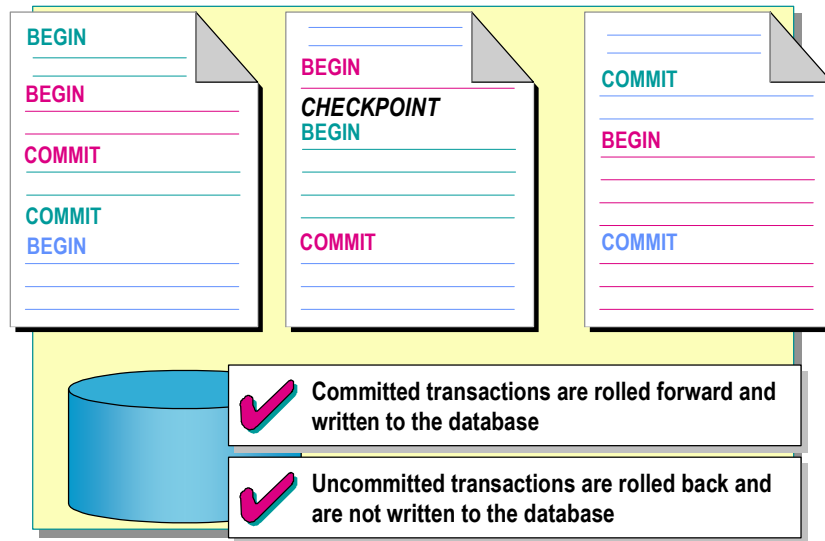 BEGIN
BEGIN
COMMIT
COMMIT
BEGIN
BEGIN
CHECKPOINT
BEGIN
COMMIT
COMMIT
BEGIN
COMMIT
Committed transactions are rolled forward and
written to the database
Uncommitted transactions are rolled back and
are not written to the database